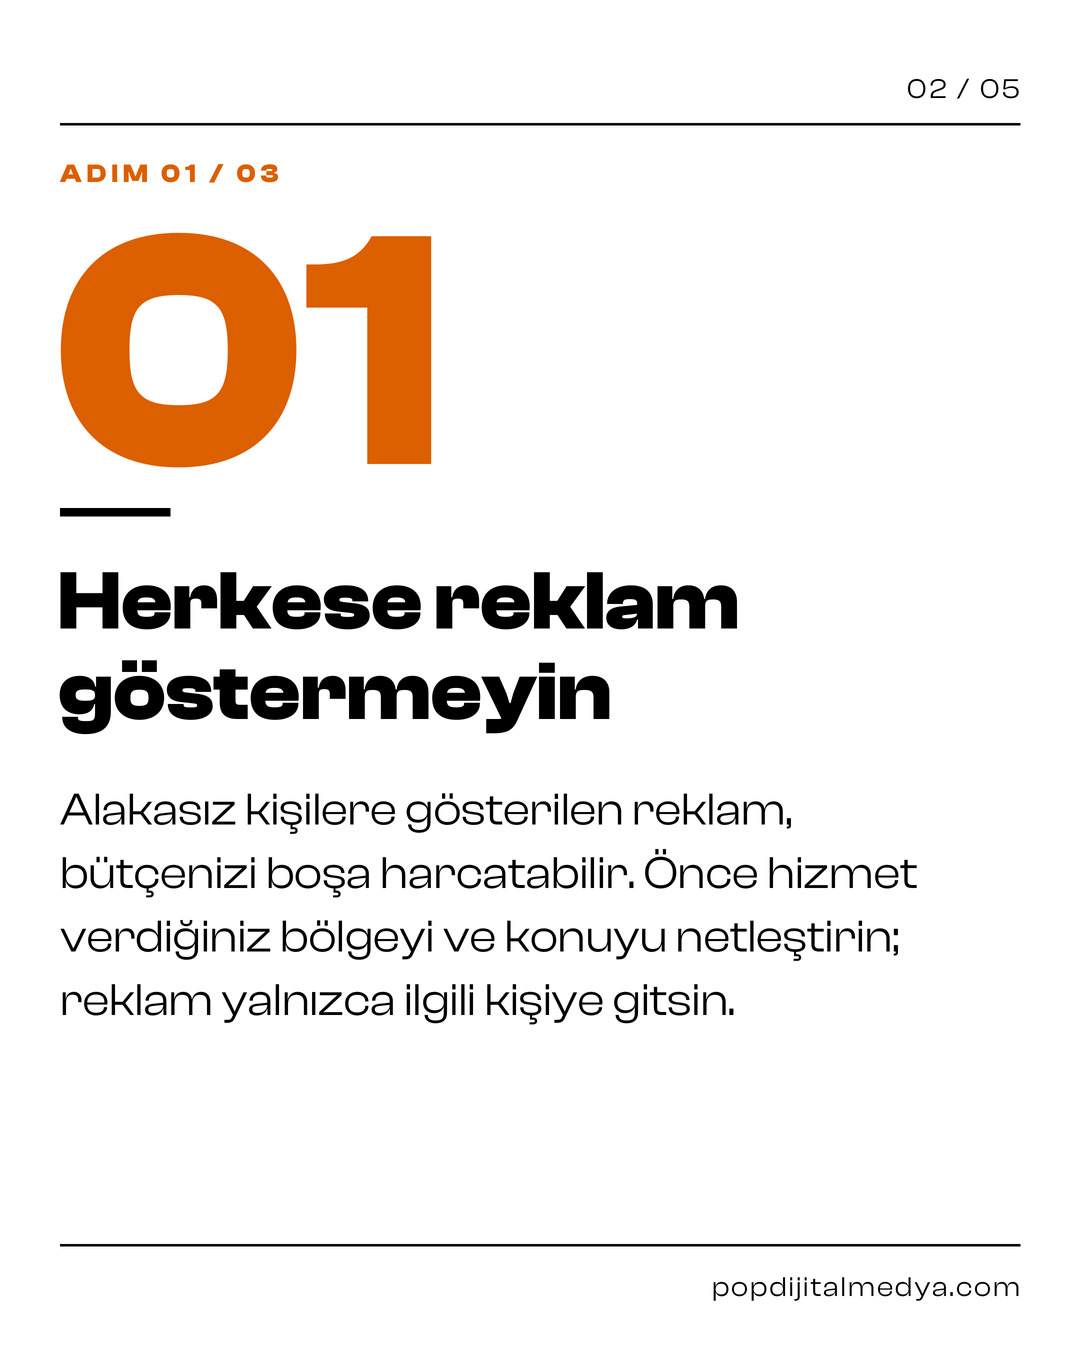 02 / 05
ADIM 01 / 03
01
Herkese reklam
göstermeyin
Alakasız kişilere gösterilen reklam,
bütçenizi boşa harcatabilir. Önce hizmet
verdiğiniz bölgeyi ve konuyu netleştirin;
reklam yalnızca ilgili kişiye gitsin.
popdijitalmedya.com